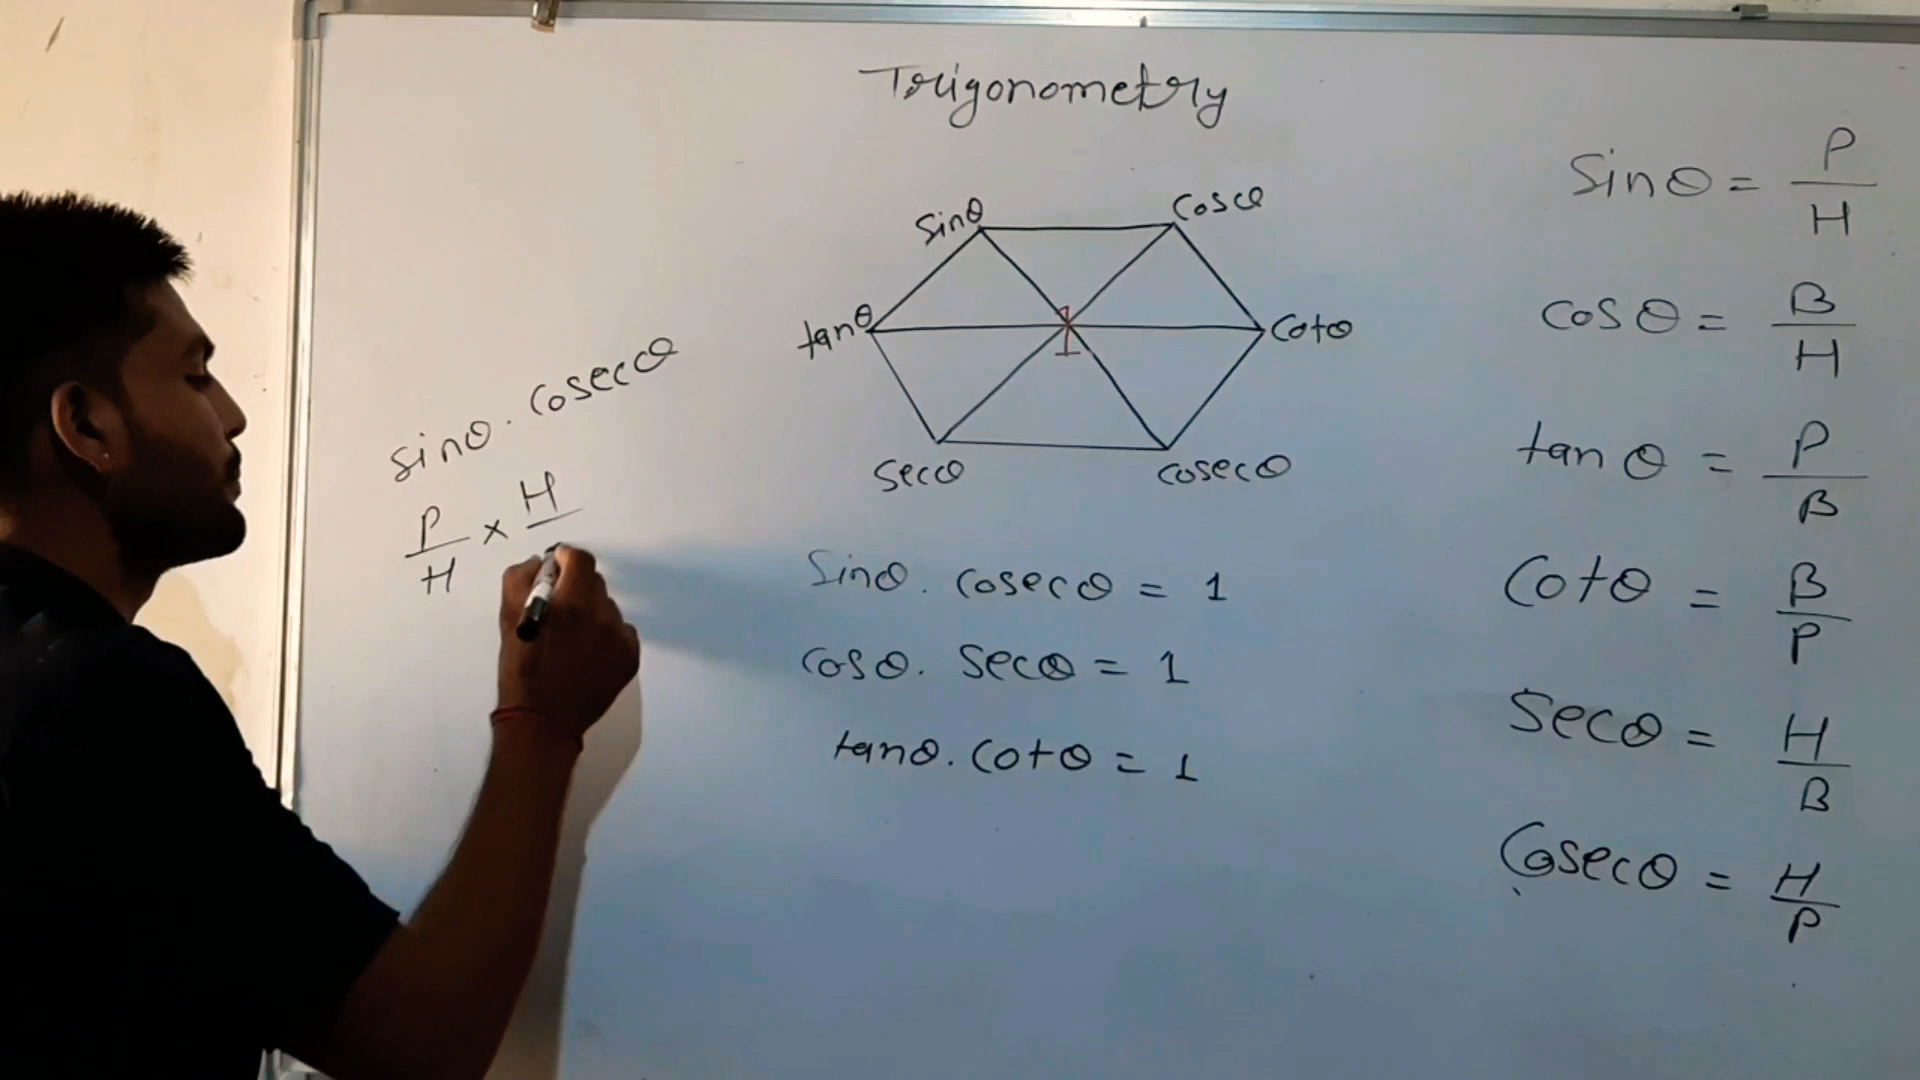 Trigonometry
sinθ cosθ
tanθ 1 cotθ
secθ cosecθ
sinθ . cosecθ
P/H × H/
Sinθ . cosecθ = 1
cosθ . Secθ = 1
tanθ . Cotθ = 1
Sinθ = P/H
cosθ = B/H
tanθ = P/B
Cotθ = B/P
Secθ = H/B
Cosecθ = H/P